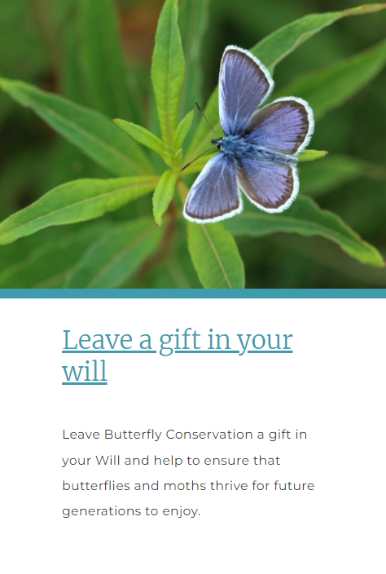 Leave a gift in your
will
Leave Butterfly Conservation a gift in
your Will and help to ensure that
butterflies and moths thrive for future
generations to enjoy.